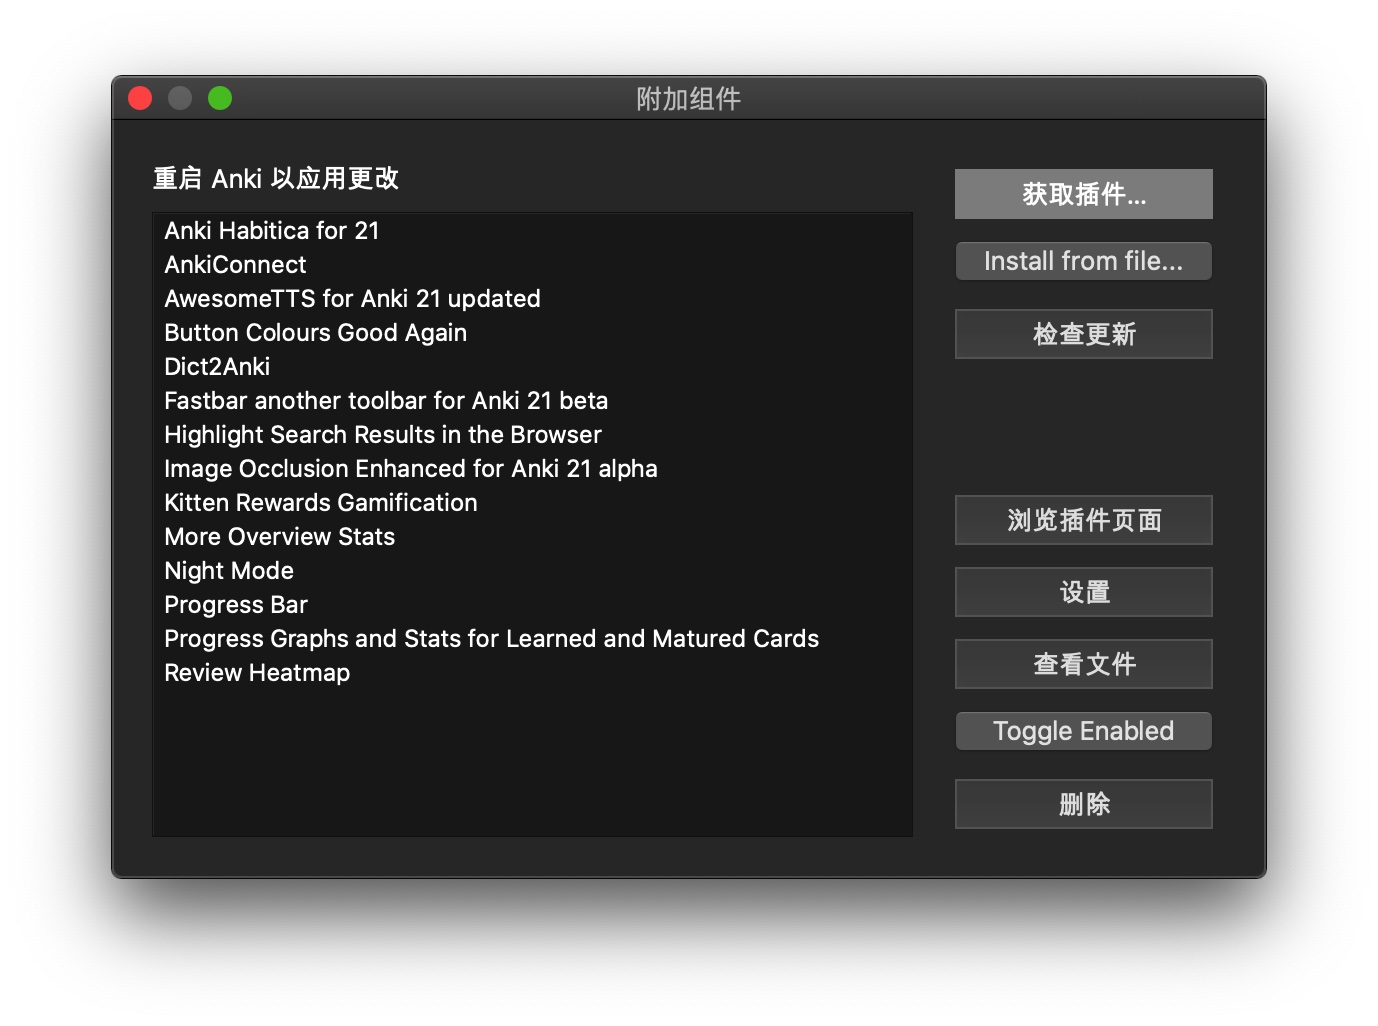 附加组件
重启 Anki 以应用更改
Anki Habitica for 21
AnkiConnect
AwesomeTTS for Anki 21 updated
Button Colours Good Again
Dict2Anki
Fastbar another toolbar for Anki 21 beta
Highlight Search Results in the Browser
Image Occlusion Enhanced for Anki 21 alpha
Kitten Rewards Gamification
More Overview Stats
Night Mode
Progress Bar
Progress Graphs and Stats for Learned and Matured Cards
Review Heatmap
获取插件...
Install from file...
检查更新
浏览插件页面
设置
查看文件
Toggle Enabled
删除